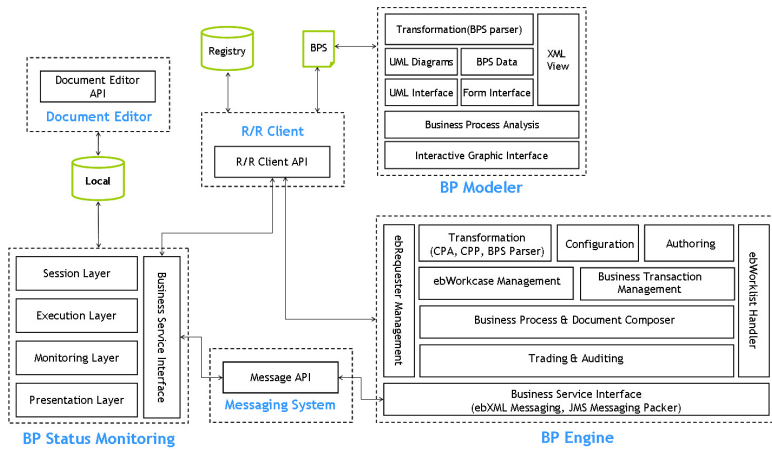 Document Editor
API
Document Editor
Local
Registry
BPS
R/R Client
R/R Client API
Transformation(BPS parser)
UML Diagrams
BPS Data
UML Interface
Form Interface
XML
View
Business Process Analysis
Interactive Graphic Interface
BP Modeler
Session Layer
Execution Layer
Monitoring Layer
Presentation Layer
Business Service Interface
BP Status Monitoring
Message API
Messaging System
ebRequester Management
Transformation
(CPA, CPP, BPS Parser)
Configuration
Authoring
ebWorkcase Management
Business Transaction
Management
Business Process & Document Composer
Trading & Auditing
ebWorklist Handler
Business Service Interface
(ebXML Messaging, JMS Messaging Packer)
BP Engine